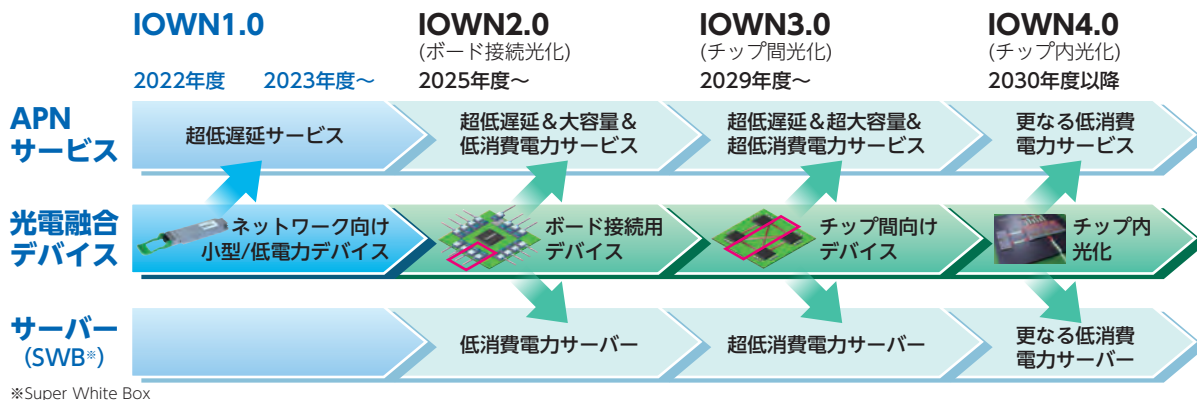 IOWN1.0
IOWN2.0
(ボード接続光化)
IOWN3.0
(チップ間光化)
IOWN4.0
(チップ内光化)
2022年度
2023年度～
2025年度～
2029年度～
2030年度以降
APN
サービス
超低遅延サービス
超低遅延＆大容量＆
低消費電力サービス
超低遅延＆超大容量＆
超低消費電力サービス
更なる低消費
電力サービス
光電融合
デバイス
ネットワーク向け
小型/低電力デバイス
ボード接続用
デバイス
チップ間向け
デバイス
チップ内
光化
サーバー
(SWB※)
低消費電力サーバー
超低消費電力サーバー
更なる低消費
電力サーバー
※Super White Box